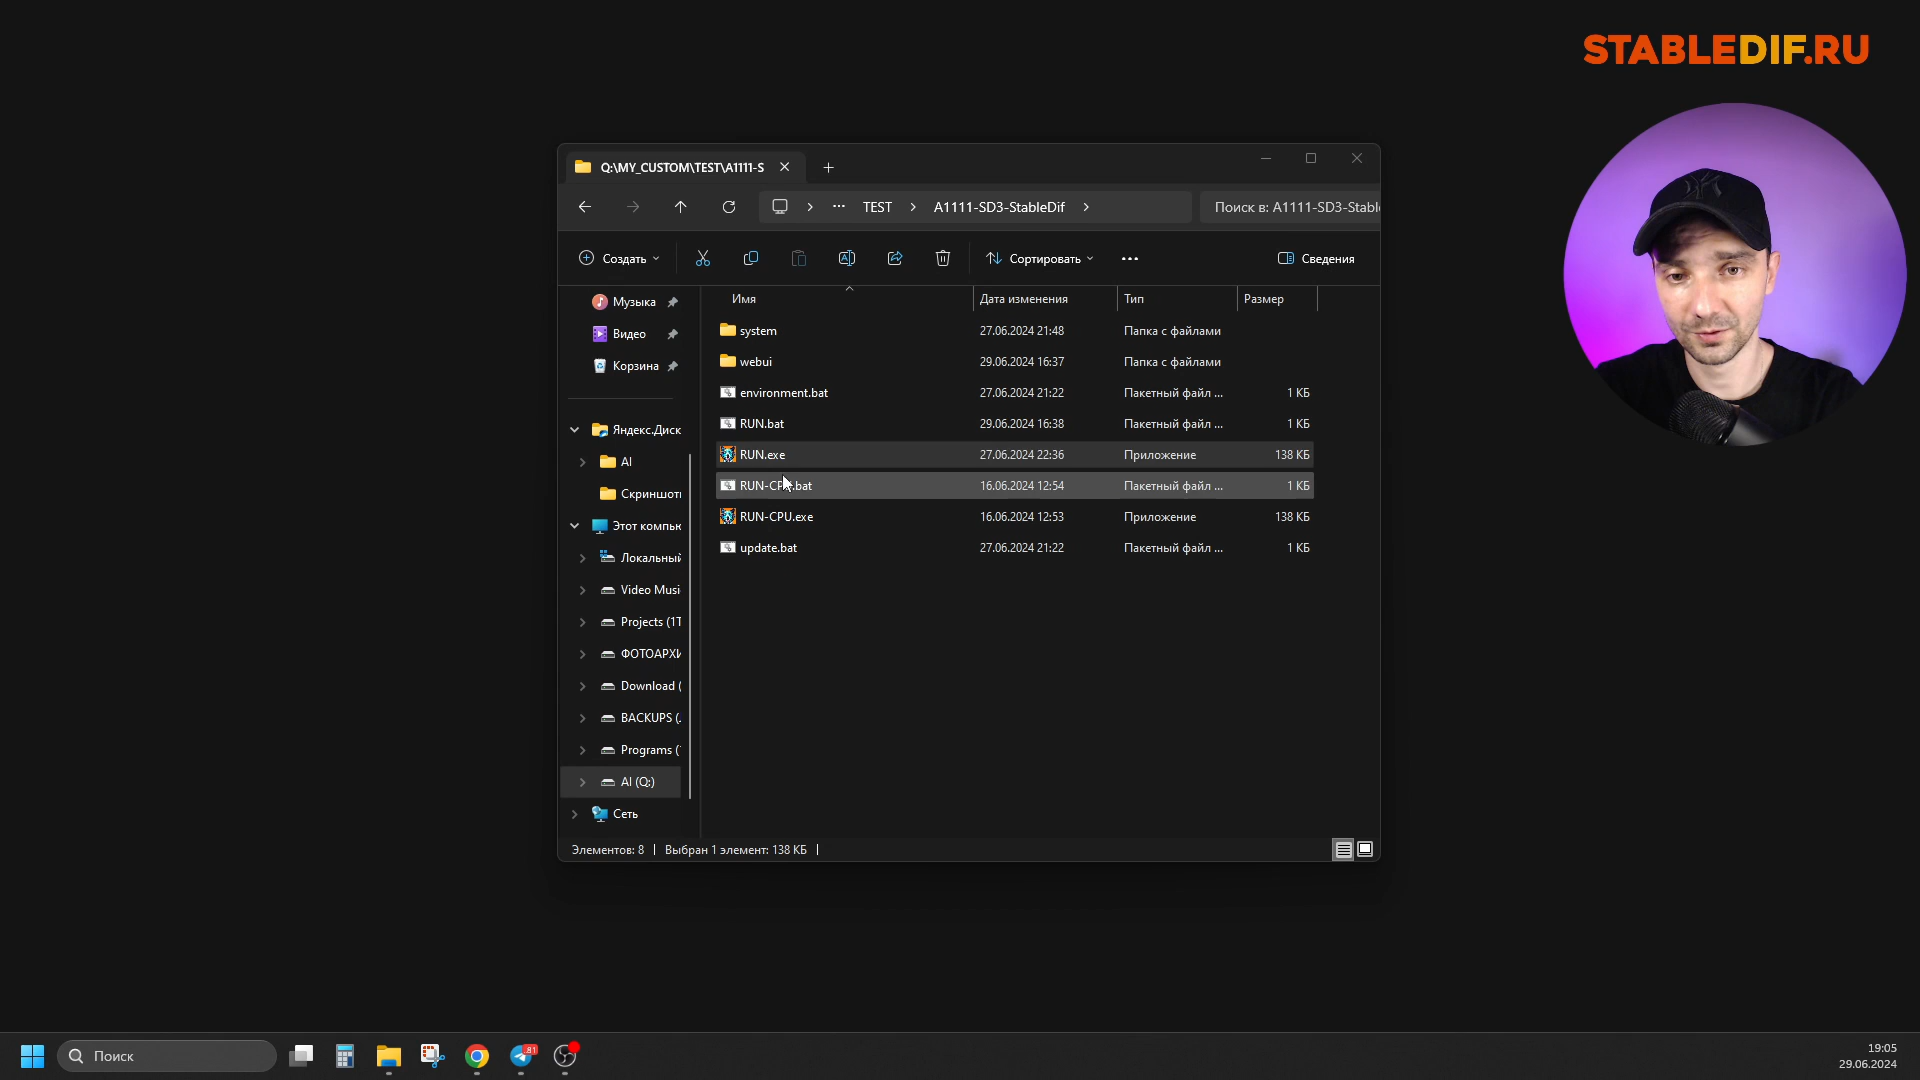 STABLEDIF.RU
Q:\MY_CUSTOM\TEST\A1111-S
TEST A1111-SD3-StableDif Поиск в: A1111-SD3-Stabl
Создать Сортировать Сведения
Имя Дата изменения Тип Размер
Музыка
Видео
Корзина
Яндекс.Диск
AI
Скриншот
Этот компью
Локальный
Video Musi
Projects (1Т
ФОТОАРХИ
Download (
BACKUPS (
Programs (
AI (Q:)
Сеть
system 27.06.2024 21:48 Папка с файлами
webui 29.06.2024 16:37 Папка с файлами
environment.bat 27.06.2024 21:22 Пакетный файл ... 1 КБ
RUN.bat 29.06.2024 16:38 Пакетный файл ... 1 КБ
RUN.exe 27.06.2024 22:36 Приложение 138 КБ
RUN-CPU.bat 16.06.2024 12:54 Пакетный файл ... 1 КБ
RUN-CPU.exe 16.06.2024 12:53 Приложение 138 КБ
update.bat 27.06.2024 21:22 Пакетный файл ... 1 КБ
Элементов: 8 Выбран 1 элемент: 138 КБ
Поиск
81
19:05
29.06.2024